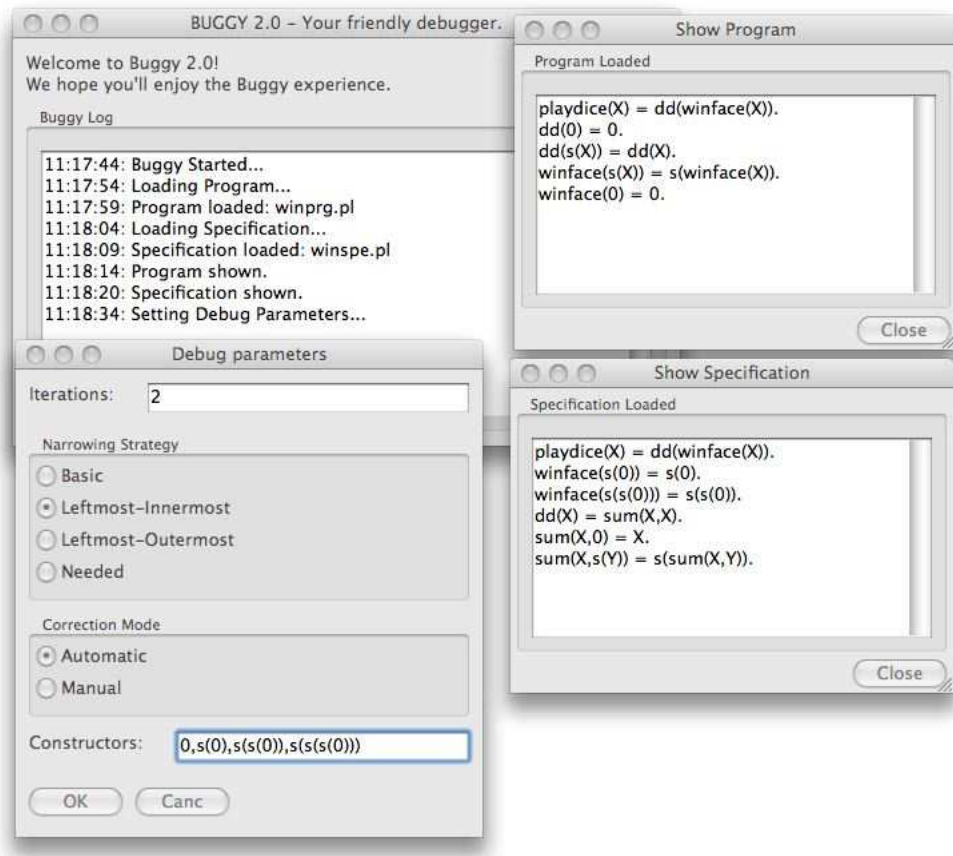 BUGGY 2.0 – Your friendly debugger.
Welcome to Buggy 2.0!
We hope you'll enjoy the Buggy experience.
Buggy Log
11:17:44: Buggy Started...
11:17:54: Loading Program...
11:17:59: Program loaded: winprg.pl
11:18:04: Loading Specification...
11:18:09: Specification loaded: winspe.pl
11:18:14: Program shown.
11:18:20: Specification shown.
11:18:34: Setting Debug Parameters...
Show Program
Program Loaded
playdice(X) = dd(winface(X)).
dd(0) = 0.
dd(s(X)) = dd(X).
winface(s(X)) = s(winface(X)).
winface(0) = 0.
Close
Debug parameters
Iterations:
2
Narrowing Strategy
Basic
Leftmost-Innermost
Leftmost-Outermost
Needed
Correction Mode
Automatic
Manual
Constructors:
0,s(0),s(s(0)),s(s(s(0)))
OK
Canc
Show Specification
Specification Loaded
playdice(X) = dd(winface(X)).
winface(s(0)) = s(0).
winface(s(s(0))) = s(s(0)).
dd(X) = sum(X,X).
sum(X,0) = X.
sum(X,s(Y)) = s(sum(X,Y)).
Close